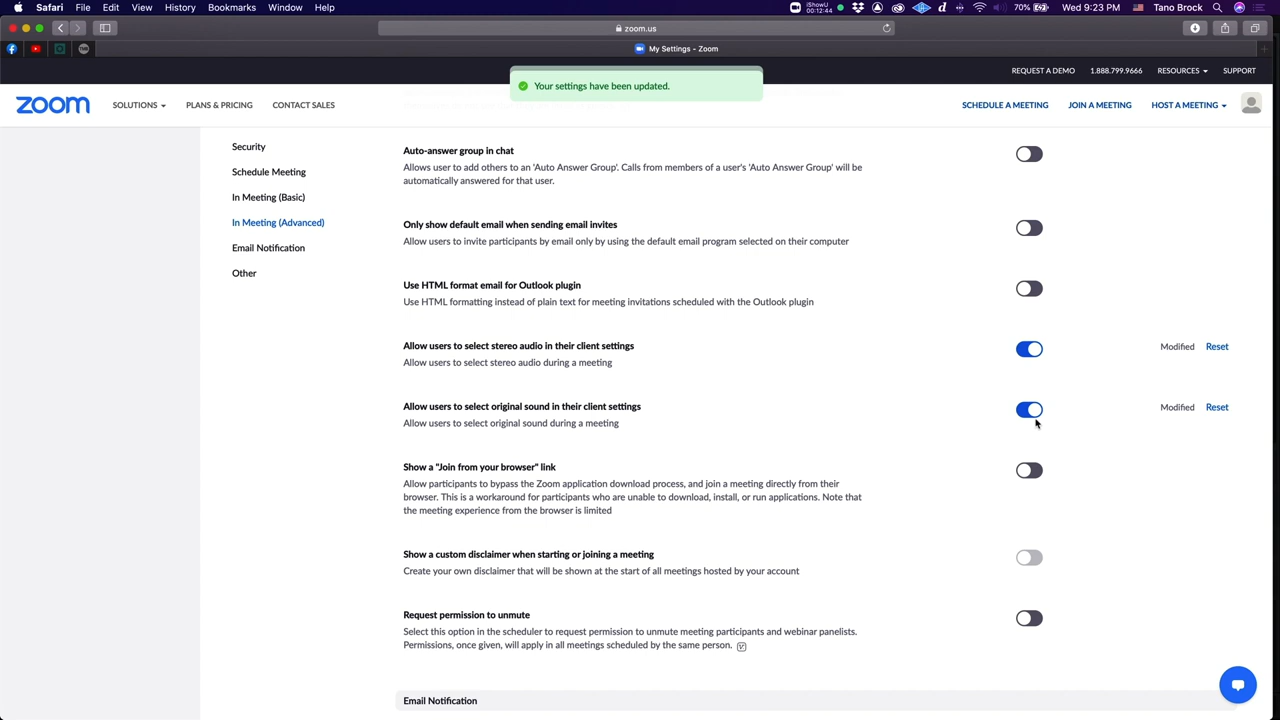 Safari File Edit View History Bookmarks Window Help
iShowU
00:12:44
70% Wed 9:23 PM Tano Brock
zoom.us
My Settings - Zoom
REQUEST A DEMO 1.888.799.9666 RESOURCES SUPPORT
Your settings have been updated.
zoom SOLUTIONS PLANS & PRICING CONTACT SALES SCHEDULE A MEETING JOIN A MEETING HOST A MEETING
Security
Schedule Meeting
In Meeting (Basic)
In Meeting (Advanced)
Email Notification
Other
Auto-answer group in chat
Allows user to add others to an 'Auto Answer Group'. Calls from members of a user's 'Auto Answer Group' will be
automatically answered for that user.
Only show default email when sending email invites
Allow users to invite participants by email only by using the default email program selected on their computer
Use HTML format email for Outlook plugin
Use HTML formatting instead of plain text for meeting invitations scheduled with the Outlook plugin
Allow users to select stereo audio in their client settings
Modified Reset
Allow users to select stereo audio during a meeting
Allow users to select original sound in their client settings
Modified Reset
Allow users to select original sound during a meeting
Show a "Join from your browser" link
Allow participants to bypass the Zoom application download process, and join a meeting directly from their
browser. This is a workaround for participants who are unable to download, install, or run applications. Note that
the meeting experience from the browser is limited
Show a custom disclaimer when starting or joining a meeting
Create your own disclaimer that will be shown at the start of all meetings hosted by your account
Request permission to unmute
Select this option in the scheduler to request permission to unmute meeting participants and webinar panelists.
Permissions, once given, will apply in all meetings scheduled by the same person.
Email Notification